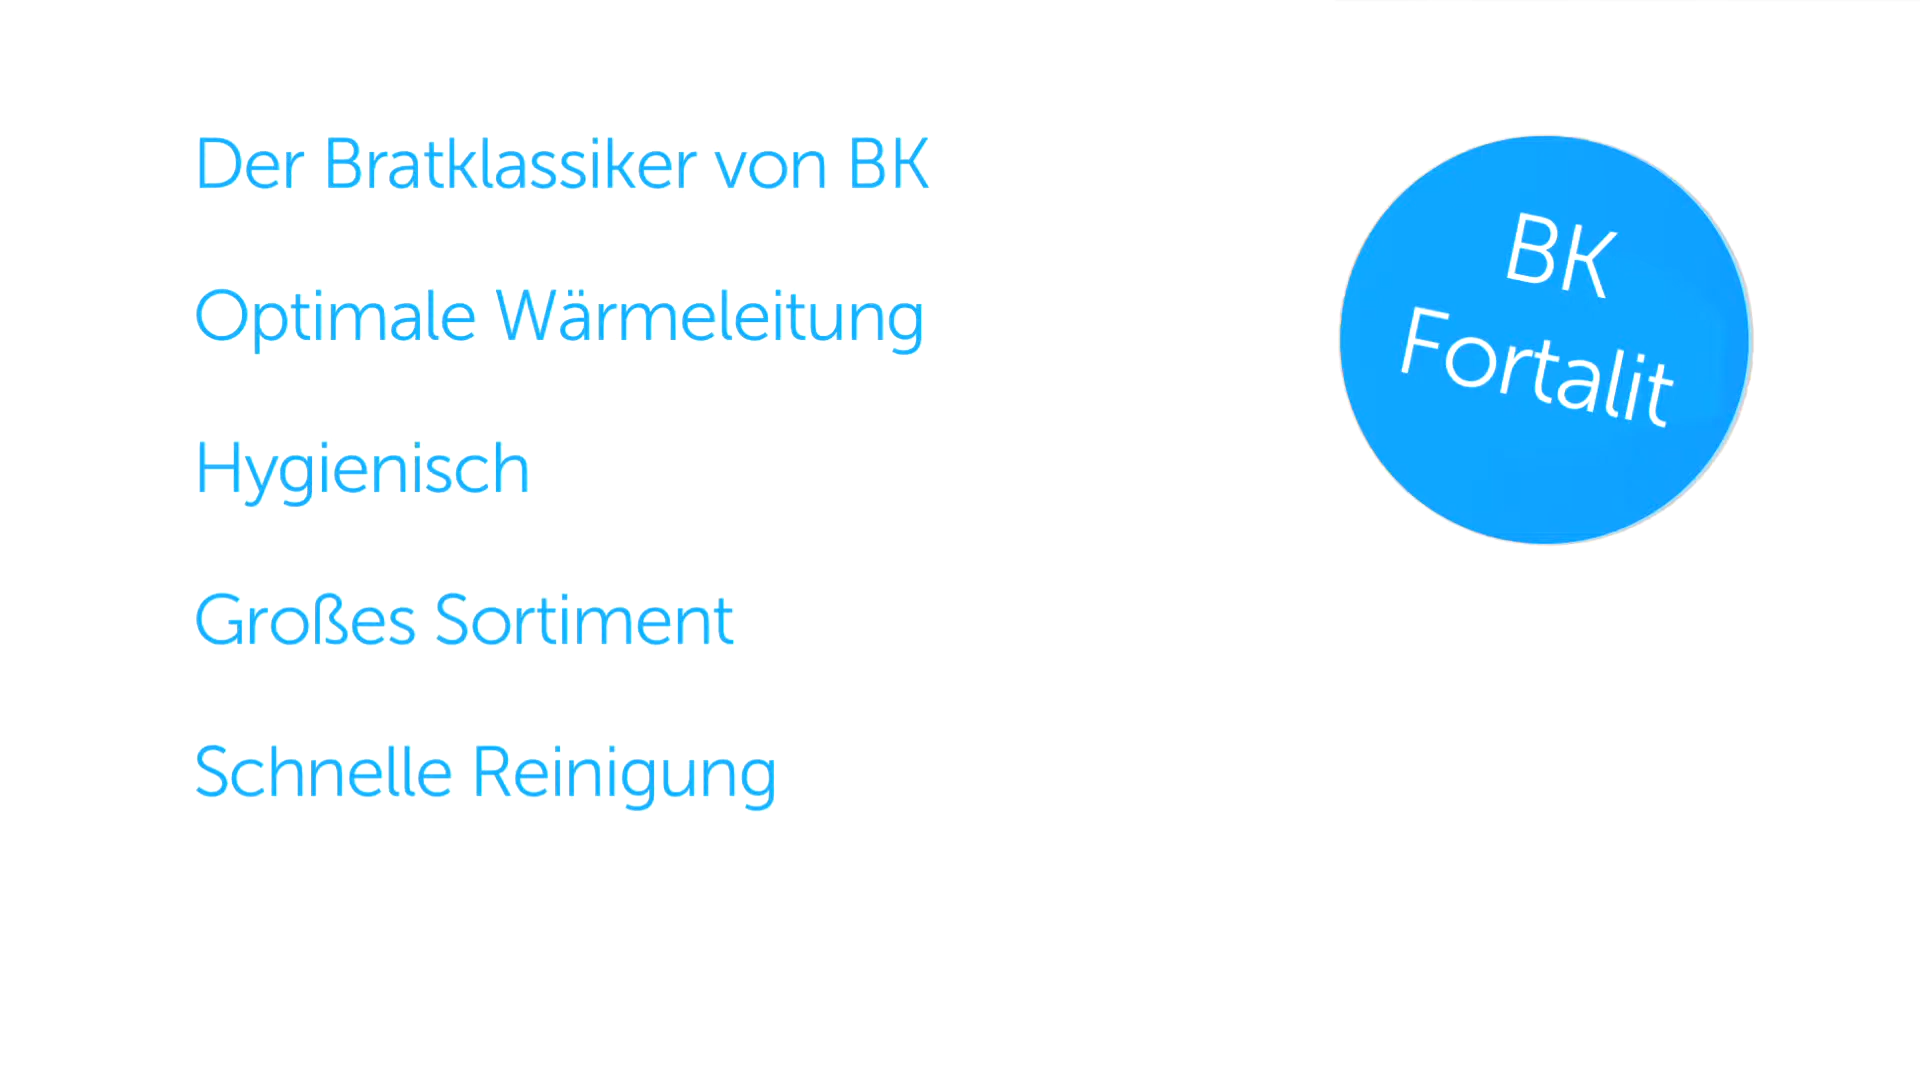 Der Bratklassiker von BK
Optimale Wärmeleitung
Hygienisch
Großes Sortiment
Schnelle Reinigung
BK
Fortalit